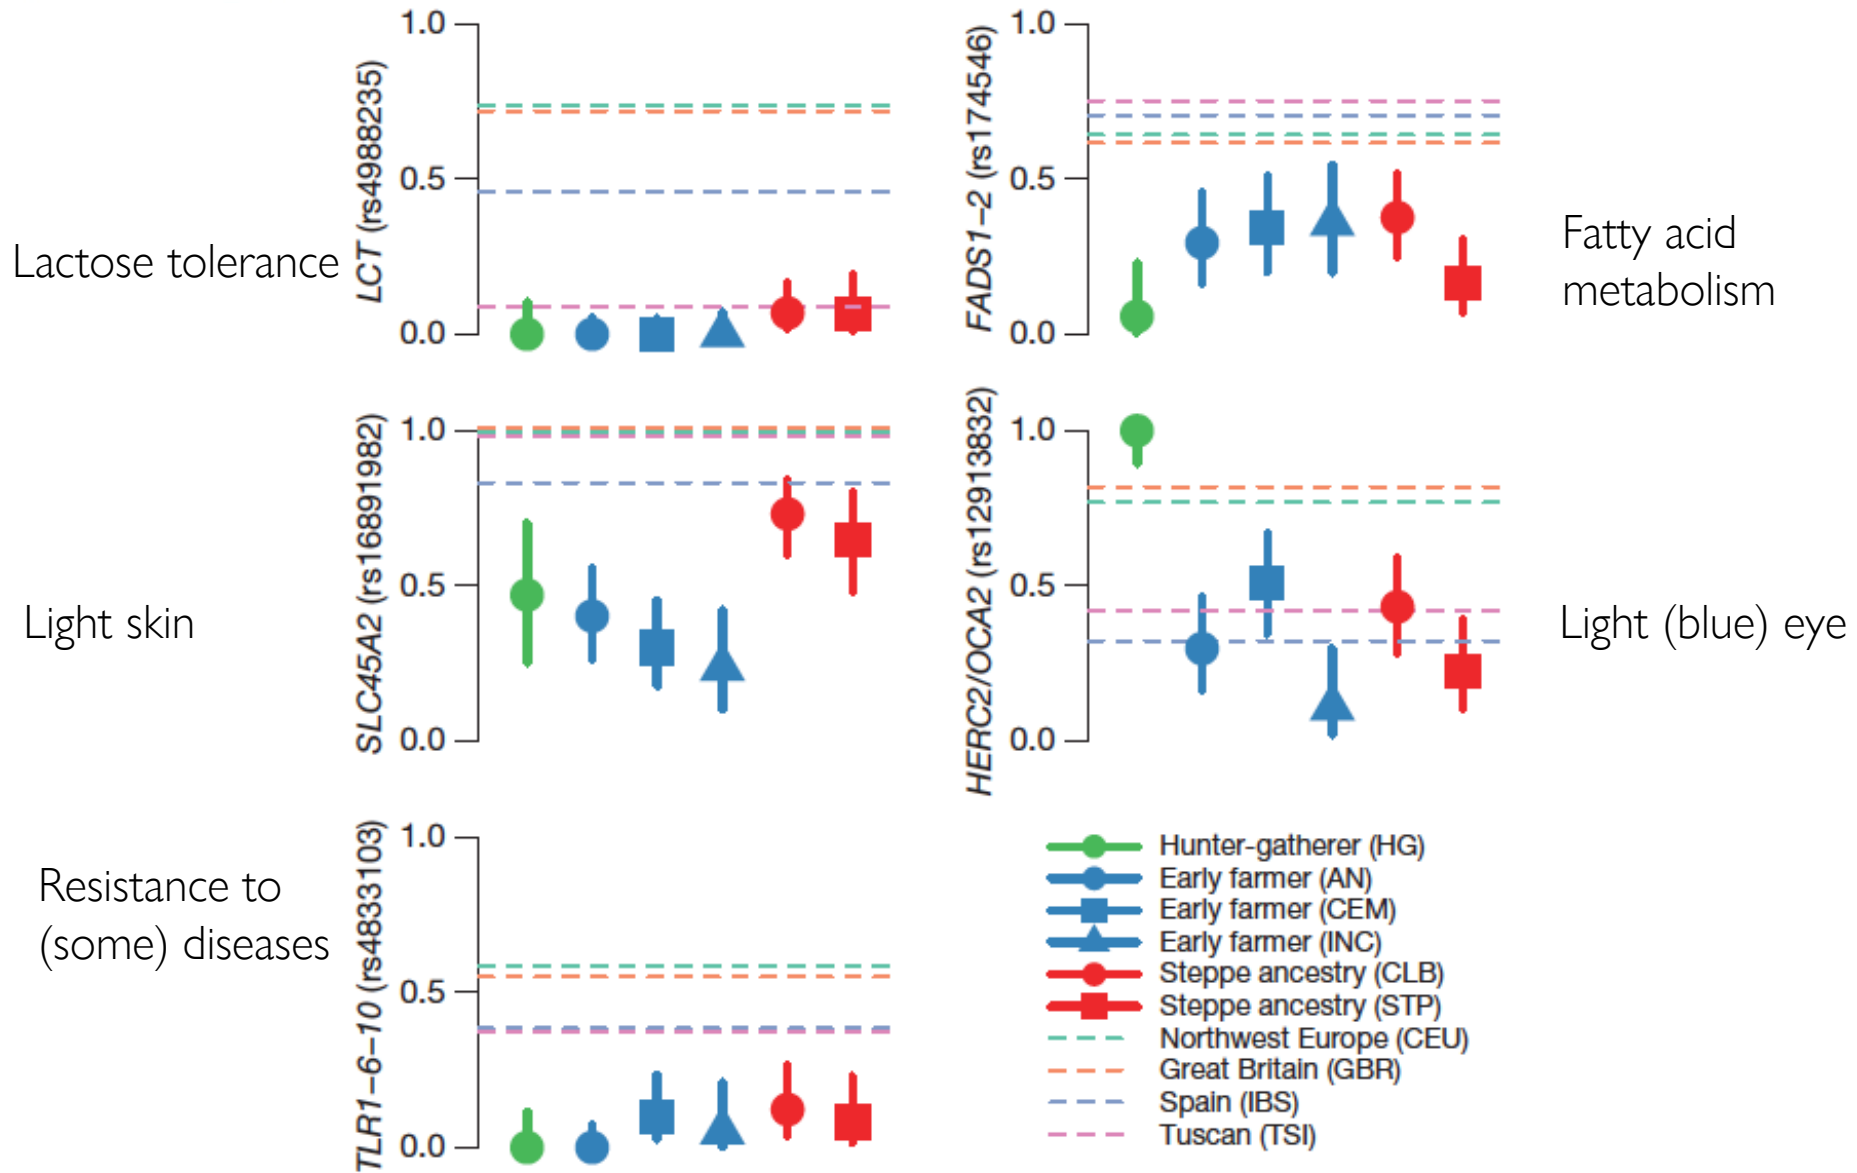 Lactose tolerance
LCT (rs4988235)
1.0
0.5
0.0
FADS1–2 (rs174546)
1.0
0.5
0.0
Fatty acid
metabolism
Light skin
SLC45A2 (rs16891982)
1.0
0.5
0.0
HERC2/OCA2 (rs12913832)
1.0
0.5
0.0
Light (blue) eye
Resistance to
(some) diseases
TLR1–6–10 (rs4833103)
1.0
0.5
0.0
Hunter-gatherer (HG)
Early farmer (AN)
Early farmer (CEM)
Early farmer (INC)
Steppe ancestry (CLB)
Steppe ancestry (STP)
Northwest Europe (CEU)
Great Britain (GBR)
Spain (IBS)
Tuscan (TSI)